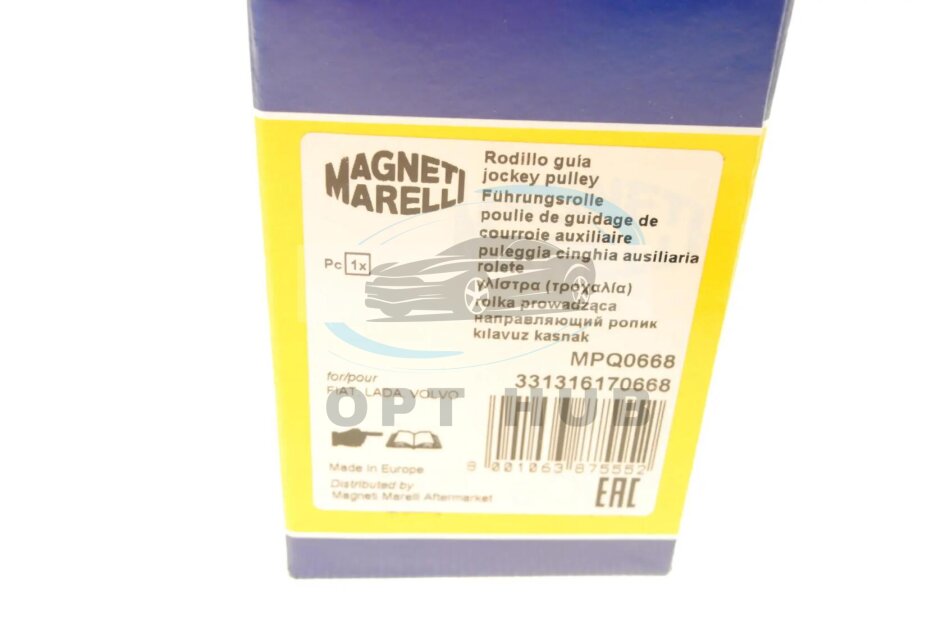 MAGNETI
MARELLI
Rodillo guía
jockey pulley
Führungsrolle
poulie de guidage de
courroie auxiliaire
puleggia cinghia ausiliaria
rolete
γλίστρα (τροχαλία)
rolka prowadząca
направляющий ролик
kılavuz kasnak
Pc 1x
MPQ0668
331316170668
for/pour
FIAT LADA VOLVO
OPT HUB
8 001063 875552
Made in Europe
Distributed by
Magneti Marelli Aftermarket
EAC